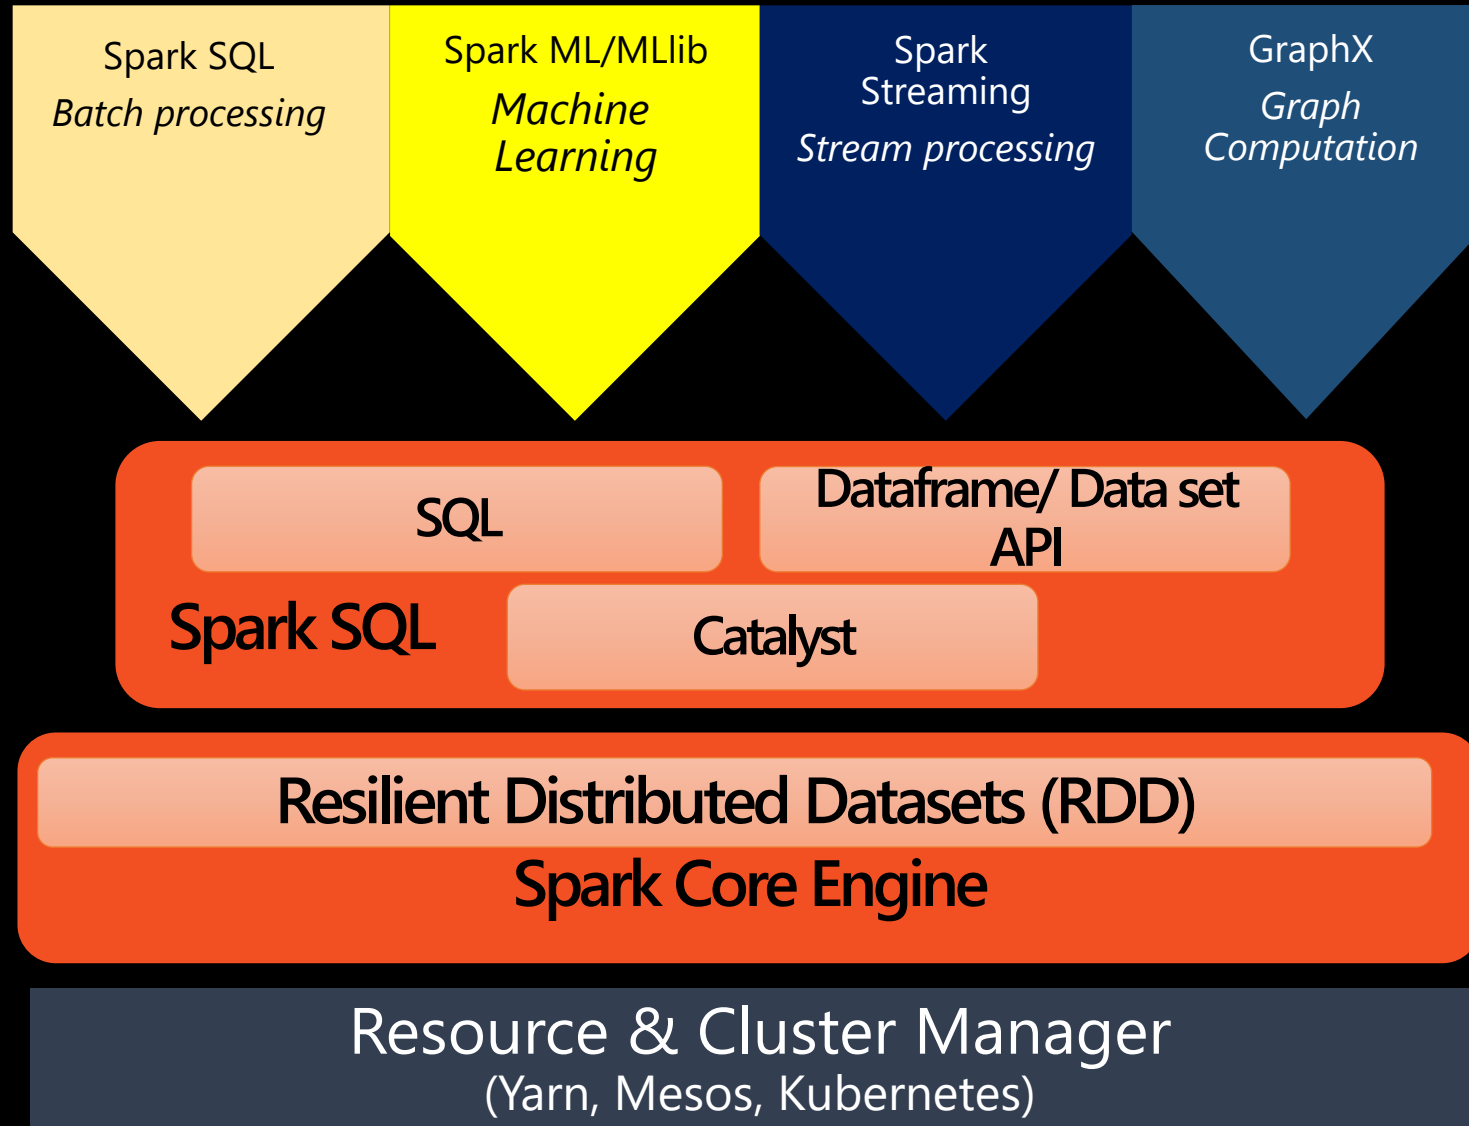 Spark SQL
Batch processing
Spark ML/MLlib
Machine
Learning
Spark
Streaming
Stream processing
GraphX
Graph
Computation
SQL
Dataframe/ Data set
API
Spark SQL
Catalyst
Resilient Distributed Datasets (RDD)
Spark Core Engine
Resource & Cluster Manager
(Yarn, Mesos, Kubernetes)